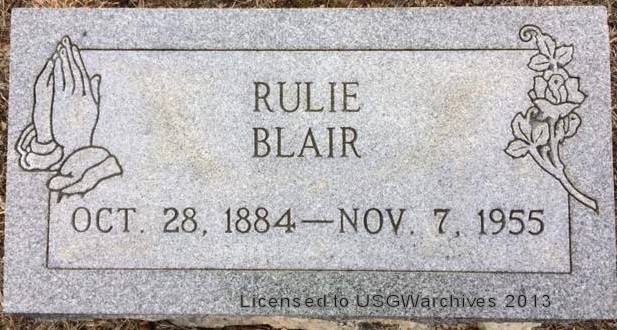 RULIE
BLAIR
OCT. 28, 1884—NOV. 7, 1955
Licensed to USGWarchives 2013